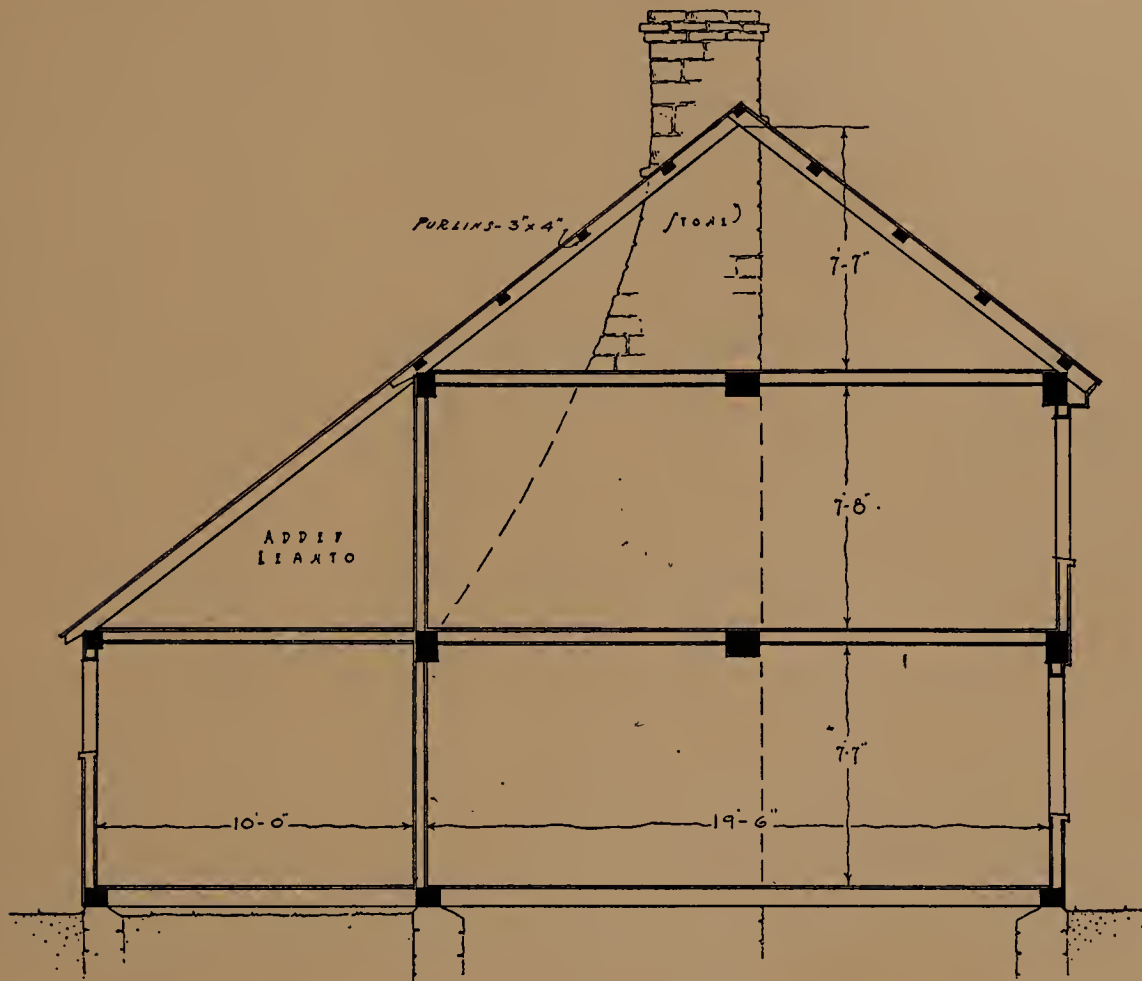 PURLINS-3"x4"
STONE
7'-7"
7'-8"
ADDED
LEANTO
7'-7"
10'-0"
19'-6"